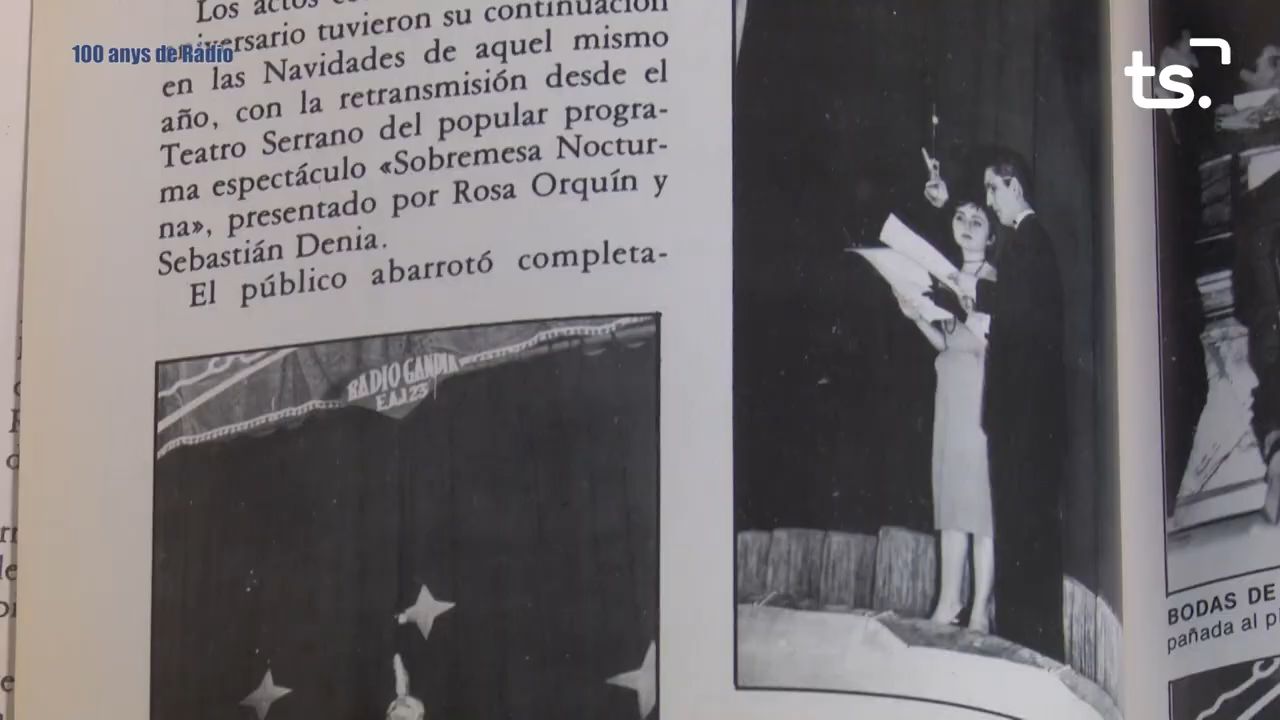 100 anys de Ràdio
ts.
Los actos
aniversario tuvieron su continuación
en las Navidades de aquel mismo
año, con la retransmisión desde el
Teatro Serrano del popular progra-
ma espectáculo «Sobremesa Noctur-
na», presentado por Rosa Orquín y
Sebastián Denia.
El público abarrotó completa-
RADIO GANDIA
EAJ 23
BODAS DE
pañada al